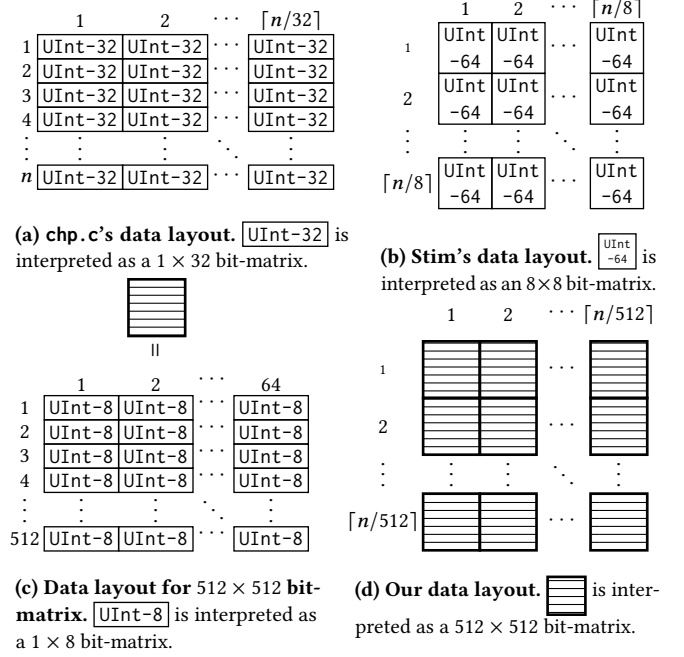 1 2 ··· ⌈n/32⌉
1 UInt-32 UInt-32 ··· UInt-32
2 UInt-32 UInt-32 ··· UInt-32
3 UInt-32 UInt-32 ··· UInt-32
4 UInt-32 UInt-32 ··· UInt-32
⋮ ⋮ ⋮ ⋱ ⋮
n UInt-32 UInt-32 ··· UInt-32
(a) chp.c's data layout. UInt-32 is
interpreted as a 1 × 32 bit-matrix.
1 2 ··· ⌈n/8⌉
1 UInt UInt ··· UInt
-64 -64 -64
2 UInt UInt ··· UInt
-64 -64 -64
⋮ ⋮ ⋮ ⋱ ⋮
⌈n/8⌉ UInt UInt ··· UInt
-64 -64 -64
(b) Stim's data layout. UInt
-64 is
interpreted as an 8×8 bit-matrix.
=
1 2 ··· 64
1 UInt-8 UInt-8 ··· UInt-8
2 UInt-8 UInt-8 ··· UInt-8
3 UInt-8 UInt-8 ··· UInt-8
4 UInt-8 UInt-8 ··· UInt-8
⋮ ⋮ ⋮ ⋱ ⋮
512 UInt-8 UInt-8 ··· UInt-8
(c) Data layout for 512 × 512 bit-
matrix. UInt-8 is interpreted as
a 1 × 8 bit-matrix.
1 2 ··· ⌈n/512⌉
1 ···
2 ···
⋮ ⋮ ⋮ ⋱ ⋮
⌈n/512⌉ ···
(d) Our data layout. is inter-
preted as a 512 × 512 bit-matrix.